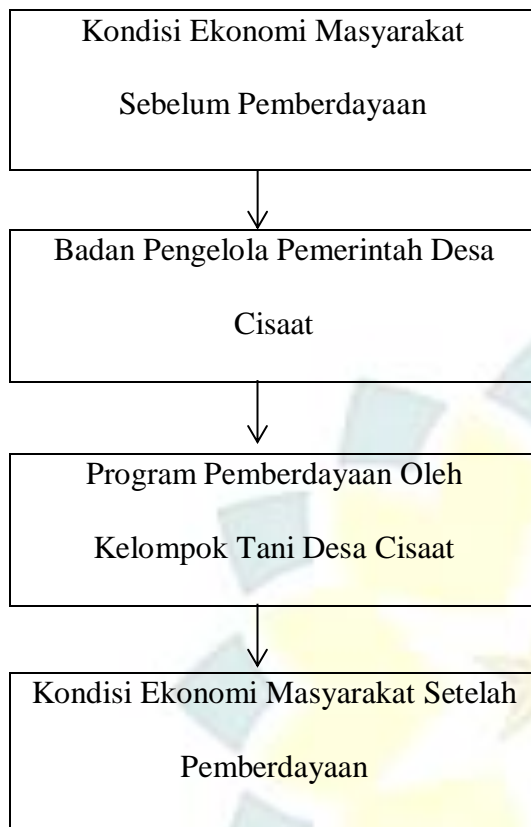 Kondisi Ekonomi Masyarakat
Sebelum Pemberdayaan
Badan Pengelola Pemerintah Desa
Cisaat
Program Pemberdayaan Oleh
Kelompok Tani Desa Cisaat
Kondisi Ekonomi Masyarakat Setelah
Pemberdayaan